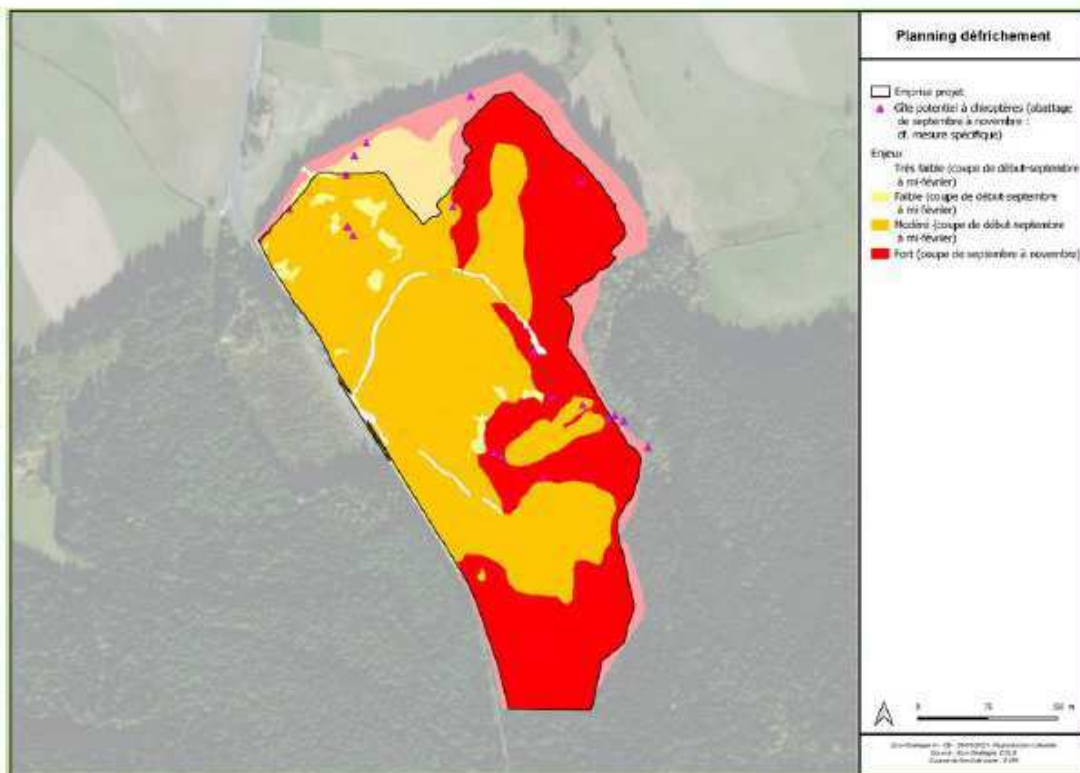 Planning défrichement
Emprise projet
Gîte potentiel à chiroptères (abattage
de septembre à novembre :
cf. mesure spécifique)
Enjeux
Très faible (coupe de début-septembre
à mi-février)
Faible (coupe de début-septembre
à mi-février)
Modéré (coupe de début-septembre
à mi-février)
Fort (coupe de septembre à novembre)
0 75 m